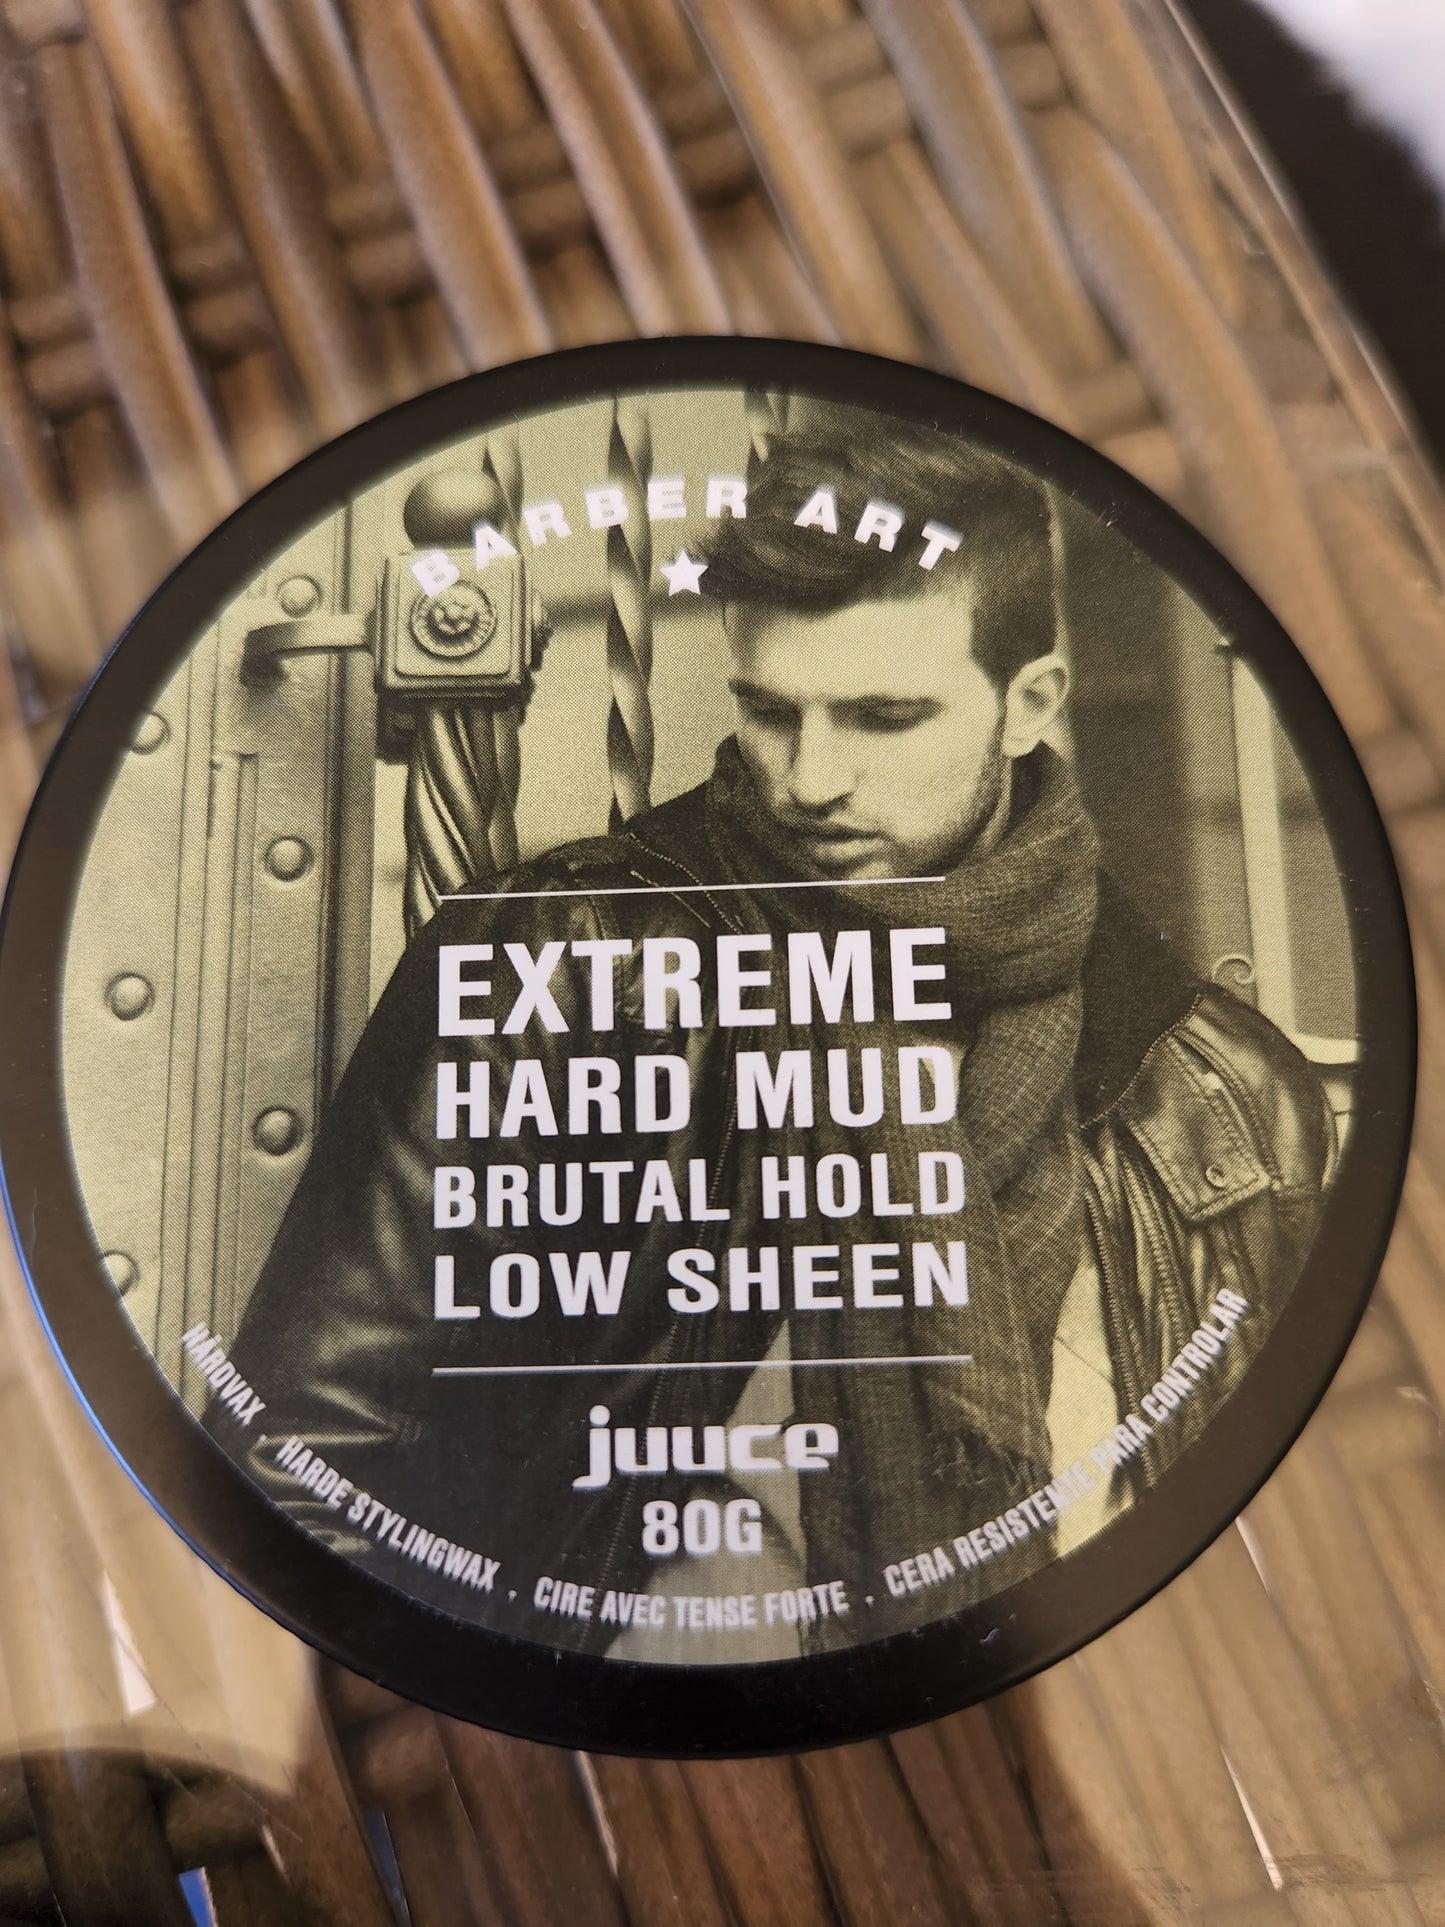 BARBER ART
EXTREME
HARD MUD
BRUTAL HOLD
LOW SHEEN
juuce
80G
HÅRDVAX . HARDE STYLINGWAX . CIRE AVEC TENSE FORTE . CERA RESISTENTE PARA CONTROLAR